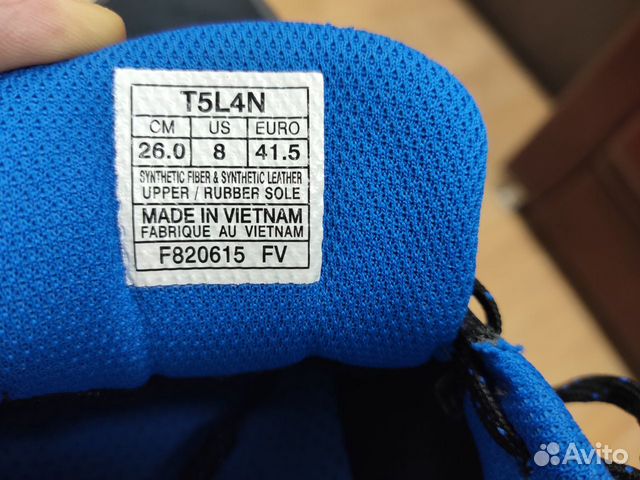 T5L4N
CM US EURO
26.0 8 41.5
SYNTHETIC FIBER & SYNTHETIC LEATHER
UPPER / RUBBER SOLE
MADE IN VIETNAM
FABRIQUE AU VIETNAM
F820615 FV
Avito